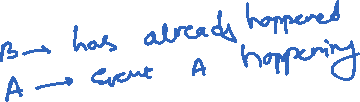 B → has already happened
A → Event A happening